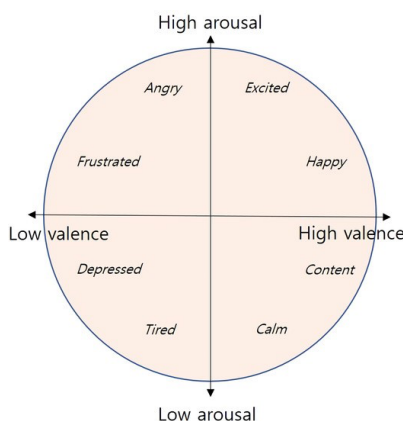 High arousal
Angry
Excited
Frustrated
Happy
Low valence
High valence
Depressed
Content
Tired
Calm
Low arousal